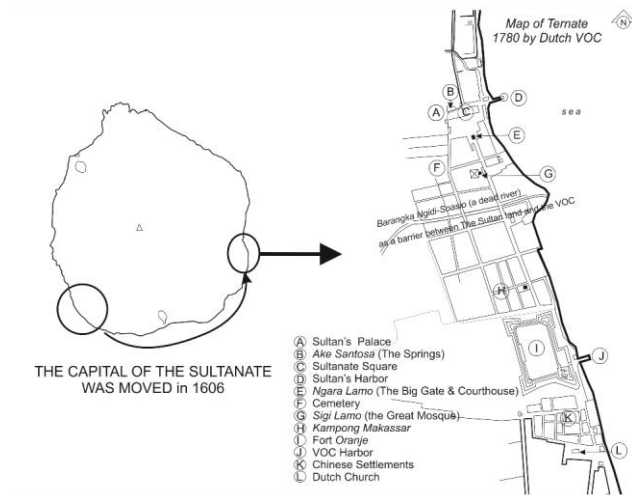 Map of Ternate
1780 by Dutch VOC
N
B
A
C
D
sea
E
F
G
Barangka Ngidi-Spasio (a dead river)
as a barrier between The Sultan land and the VOC
H
I
J
K
L
THE CAPITAL OF THE SULTANATE
WAS MOVED in 1606
A Sultan's Palace
B Ake Santosa (The Springs)
C Sultanate Square
D Sultan's Harbor
E Ngara Lamo (The Big Gate & Courthouse)
F Cemetery
G Sigi Lamo (the Great Mosque)
H Kampong Makassar
I Fort Oranje
J VOC Harbor
K Chinese Settlements
L Dutch Church